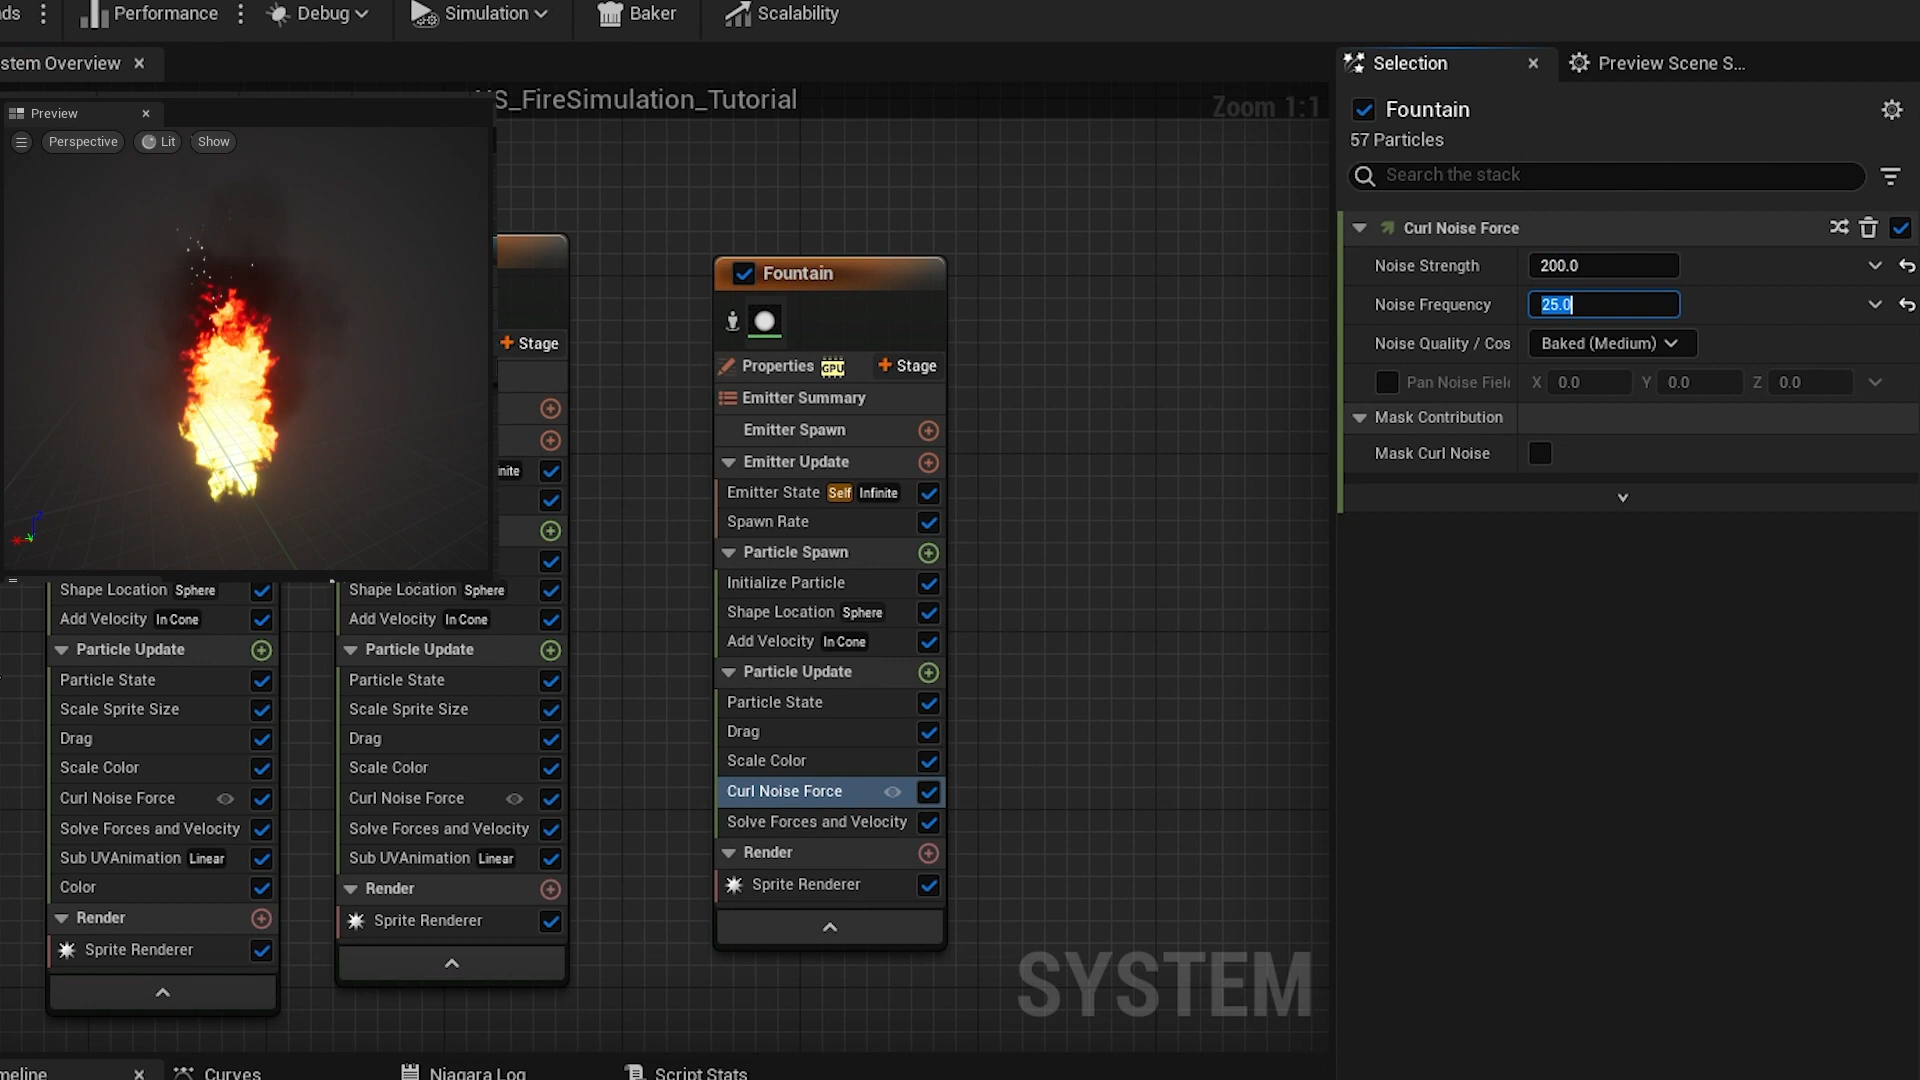 ds
Performance
Debug
Simulation
Baker
Scalability
stem Overview
Selection
Preview Scene S...
S_FireSimulation_Tutorial
Zoom 1:1
Preview
Perspective
Lit
Show
Fountain
57 Particles
Search the stack
Curl Noise Force
Noise Strength
200.0
Noise Frequency
25.0
Noise Quality / Cos
Baked (Medium)
Pan Noise Fiel
X 0.0 Y 0.0 Z 0.0
Mask Contribution
Mask Curl Noise
Shape Location Sphere
Add Velocity In Cone
Particle Update
Particle State
Scale Sprite Size
Drag
Scale Color
Curl Noise Force
Solve Forces and Velocity
Sub UVAnimation Linear
Color
Render
Sprite Renderer
Stage
inite
Shape Location Sphere
Add Velocity In Cone
Particle Update
Particle State
Scale Sprite Size
Drag
Scale Color
Curl Noise Force
Solve Forces and Velocity
Sub UVAnimation Linear
Render
Sprite Renderer
Fountain
Properties GPU Stage
Emitter Summary
Emitter Spawn
Emitter Update
Emitter State Self Infinite
Spawn Rate
Particle Spawn
Initialize Particle
Shape Location Sphere
Add Velocity In Cone
Particle Update
Particle State
Drag
Scale Color
Curl Noise Force
Solve Forces and Velocity
Render
Sprite Renderer
SYSTEM
meline
Curves
Niagara Log
Script Stats